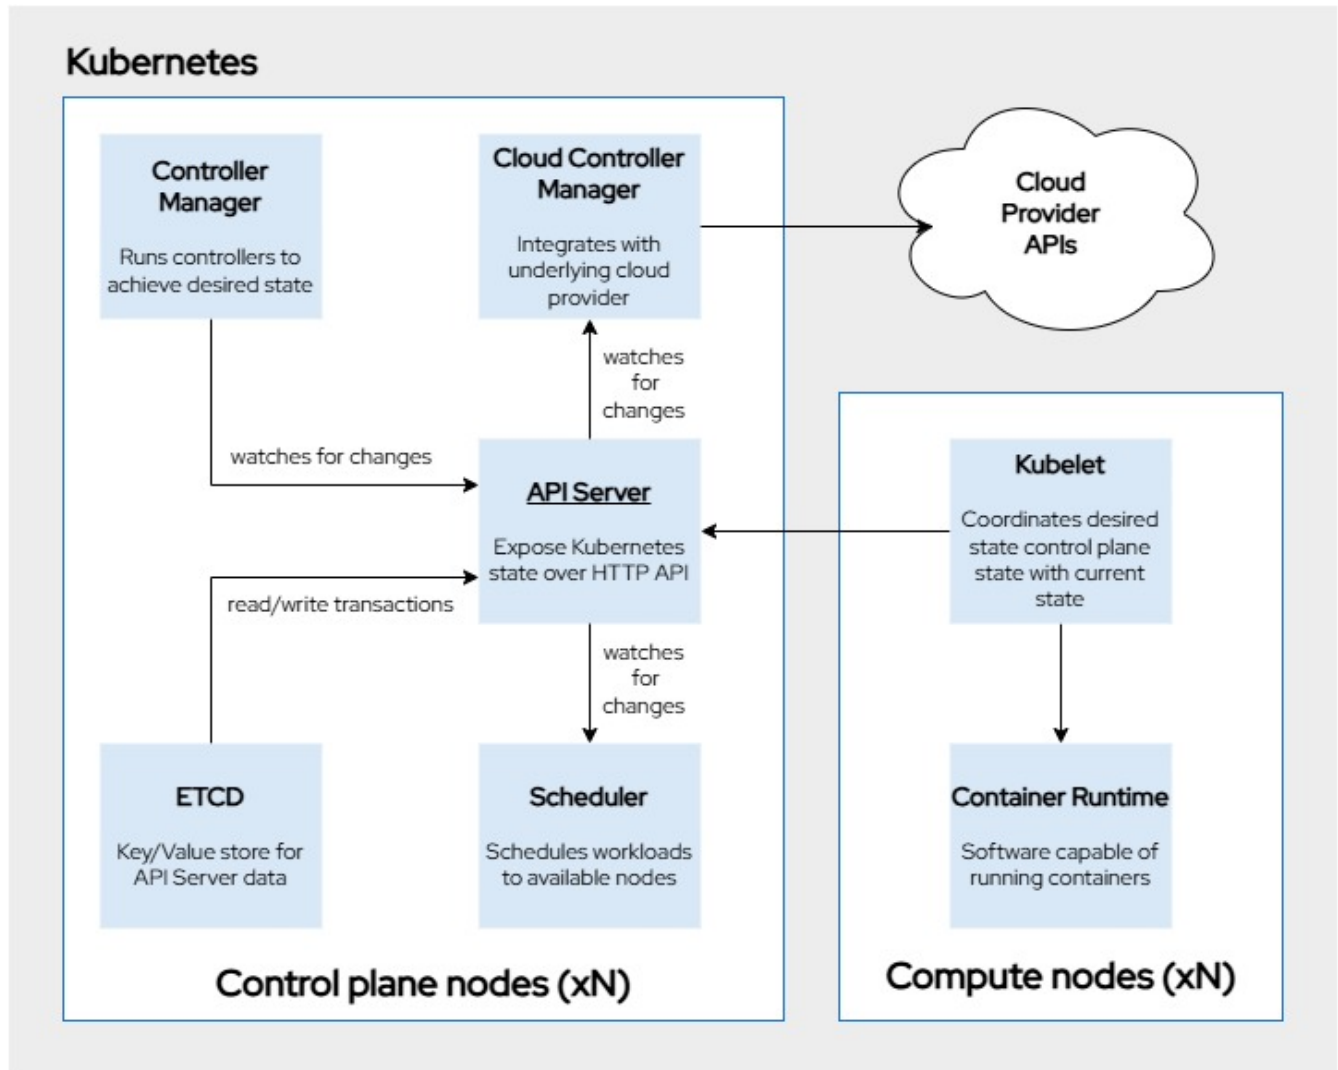 Kubernetes
Controller
Manager
Runs controllers to
achieve desired state
Cloud Controller
Manager
Integrates with
underlying cloud
provider
Cloud
Provider
APIs
watches
for
changes
watches for changes
API Server
Expose Kubernetes
state over HTTP API
Kubelet
Coordinates desired
state control plane
state with current
state
read/write transactions
watches
for
changes
ETCD
Key/Value store for
API Server data
Scheduler
Schedules workloads
to available nodes
Container Runtime
Software capable of
running containers
Control plane nodes (xN)
Compute nodes (xN)